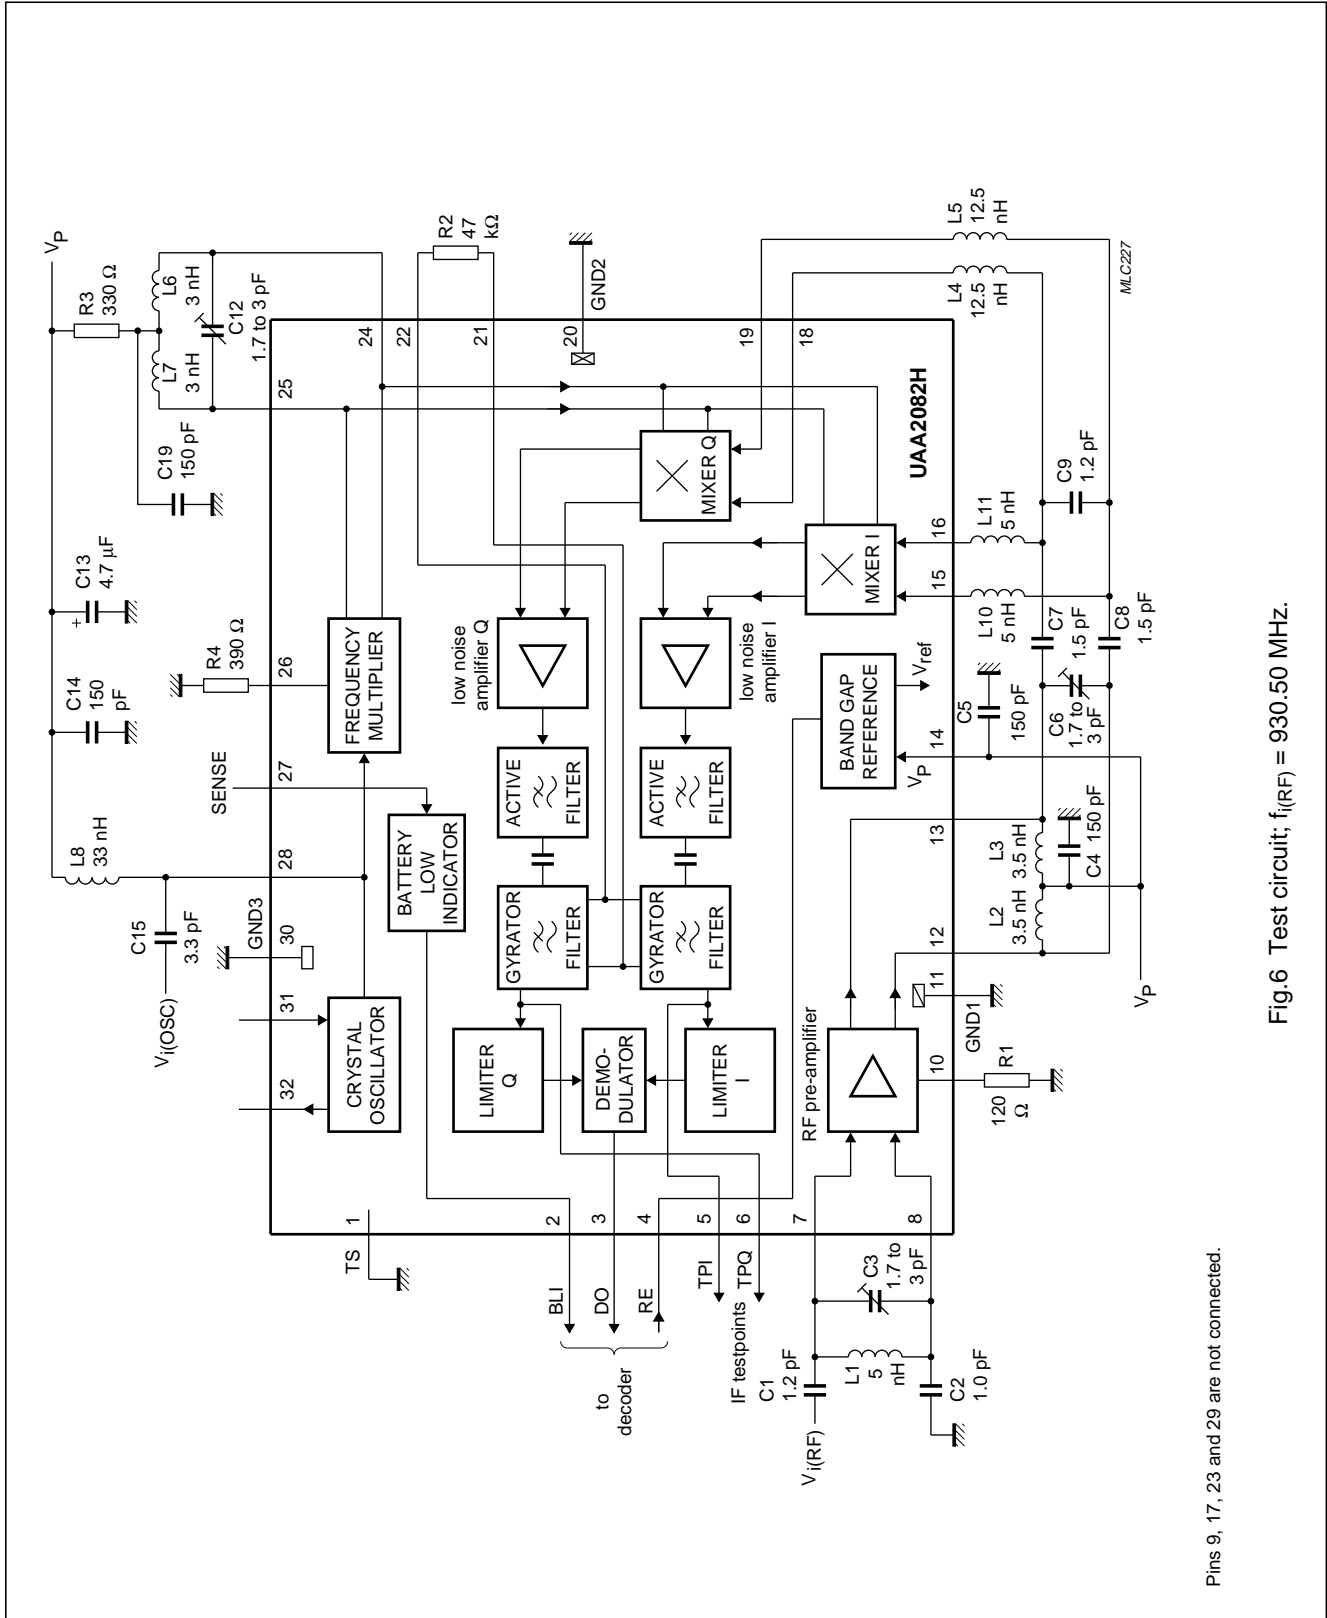 VP
R3
330 Ω
L7
3 nH
L6
3 nH
C12
1.7 to 3 pF
C19
150 pF
C13
4.7 µF
+
C14
150
pF
R4
390 Ω
SENSE
L8
33 nH
C15
3.3 pF
Vi(OSC)
GND3
R2
47
kΩ
GND2
32
31
30
28
27
26
25
24
22
21
20
19
18
CRYSTAL
OSCILLATOR
BATTERY
LOW
INDICATOR
FREQUENCY
MULTIPLIER
LIMITER
Q
GYRATOR
FILTER
ACTIVE
FILTER
low noise
amplifier Q
MIXER Q
DEMO-
DULATOR
LIMITER
I
GYRATOR
FILTER
ACTIVE
FILTER
low noise
amplifier I
MIXER I
RF pre-amplifier
BAND GAP
REFERENCE
Vref
VP
UAA2082H
TS
1
2
3
4
5
6
7
8
BLI
DO
RE
to
decoder
TPI
TPQ
IF testpoints
Vi(RF)
C1
1.2 pF
L1
5
nH
C3
1.7 to
3 pF
C2
1.0 pF
10
11
12
13
14
15
16
R1
120
Ω
GND1
L2
3.5 nH
L3
3.5 nH
C4 150 pF
C5
150 pF
C6
1.7 to
3 pF
C7
1.5 pF
C8
1.5 pF
L10
5 nH
L11
5 nH
C9
1.2 pF
L4
12.5
nH
L5
12.5
nH
VP
MLC227
Pins 9, 17, 23 and 29 are not connected.
Fig.6 Test circuit; fi(RF) = 930.50 MHz.